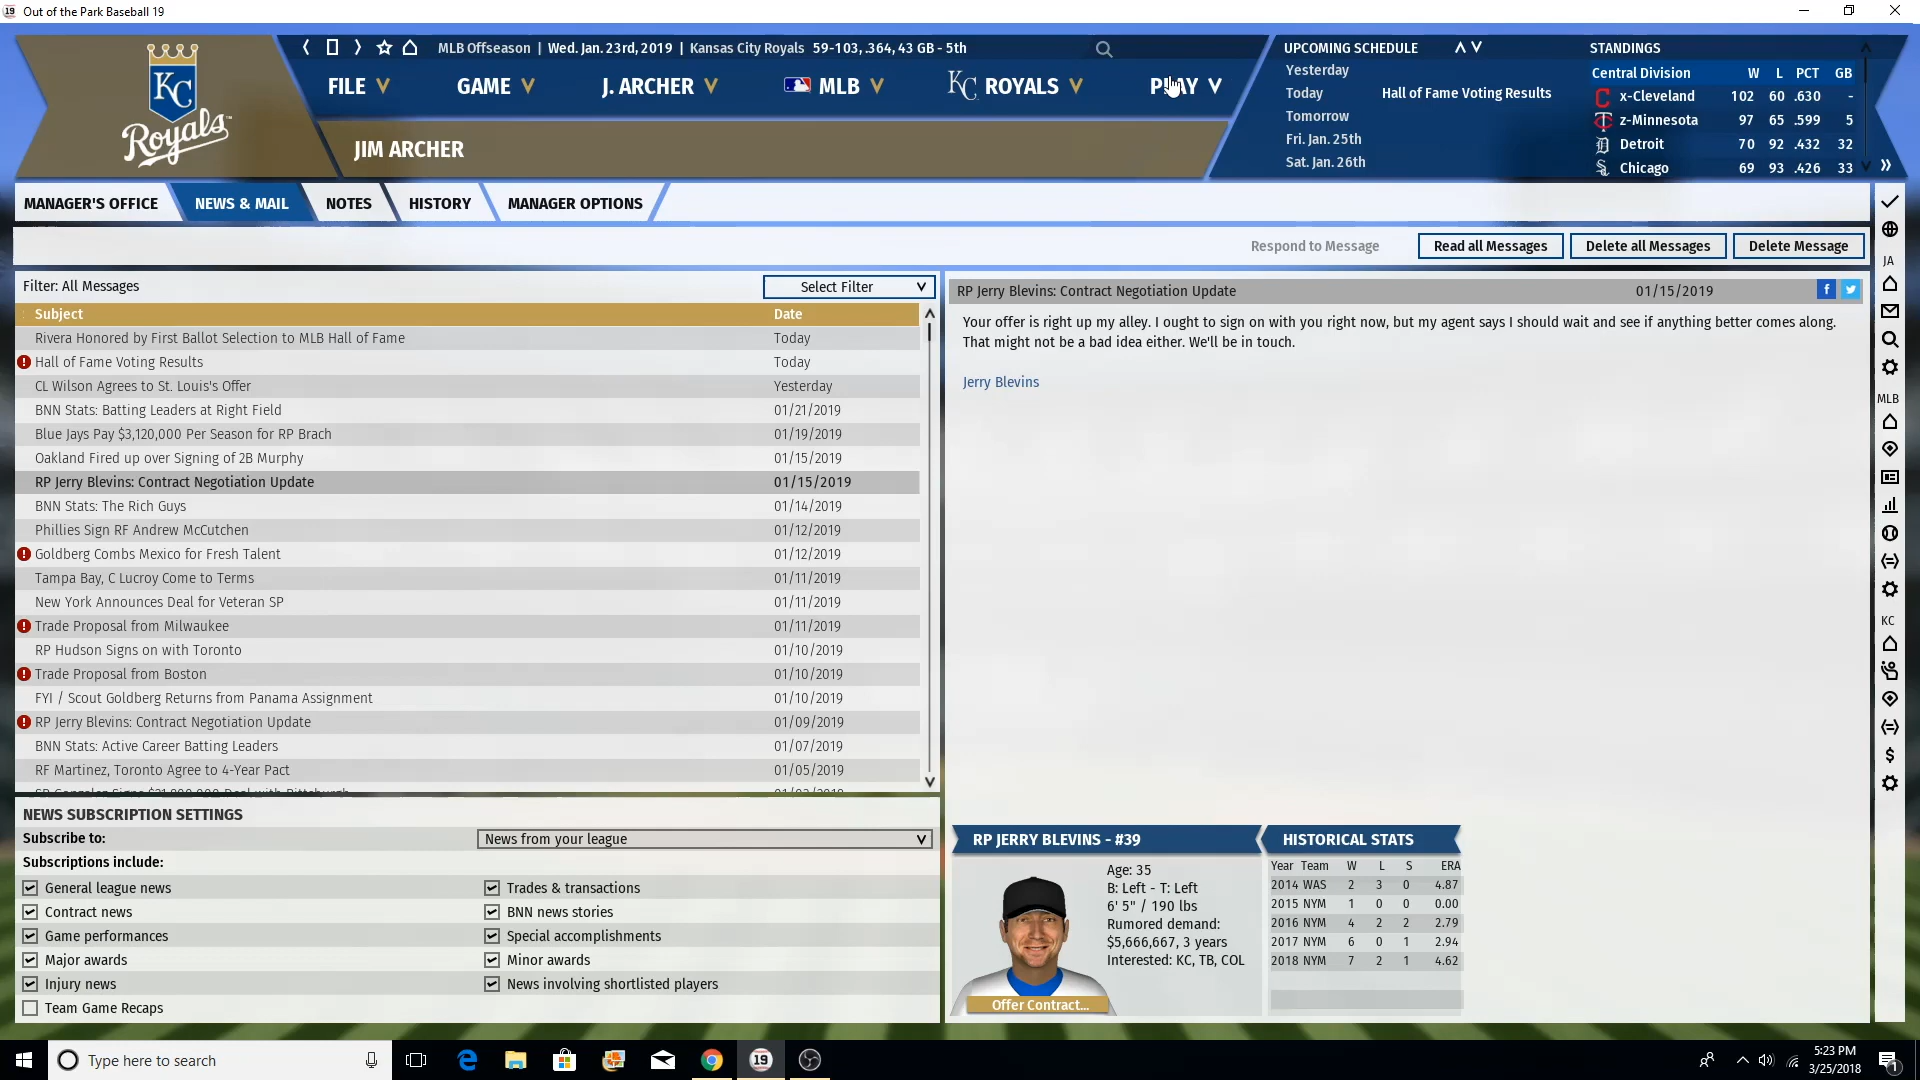 Out of the Park Baseball 19
MLB Offseason | Wed. Jan. 23rd, 2019 | Kansas City Royals 59-103, .364, 43 GB - 5th
FILE GAME J. ARCHER MLB ROYALS PLAY
KC Royals
JIM ARCHER
UPCOMING SCHEDULE
Yesterday
Today Hall of Fame Voting Results
Tomorrow
Fri. Jan. 25th
Sat. Jan. 26th
STANDINGS
Central Division W L PCT GB
x-Cleveland 102 60 .630 -
z-Minnesota 97 65 .599 5
Detroit 70 92 .432 32
Chicago 69 93 .426 33
MANAGER'S OFFICE NEWS & MAIL NOTES HISTORY MANAGER OPTIONS
Respond to Message Read all Messages Delete all Messages Delete Message
Filter: All Messages Select Filter
Subject Date
Rivera Honored by First Ballot Selection to MLB Hall of Fame Today
Hall of Fame Voting Results Today
CL Wilson Agrees to St. Louis's Offer Yesterday
BNN Stats: Batting Leaders at Right Field 01/21/2019
Blue Jays Pay $3,120,000 Per Season for RP Brach 01/19/2019
Oakland Fired up over Signing of 2B Murphy 01/15/2019
RP Jerry Blevins: Contract Negotiation Update 01/15/2019
BNN Stats: The Rich Guys 01/14/2019
Phillies Sign RF Andrew McCutchen 01/12/2019
Goldberg Combs Mexico for Fresh Talent 01/12/2019
Tampa Bay, C Lucroy Come to Terms 01/11/2019
New York Announces Deal for Veteran SP 01/11/2019
Trade Proposal from Milwaukee 01/11/2019
RP Hudson Signs on with Toronto 01/10/2019
Trade Proposal from Boston 01/10/2019
FYI / Scout Goldberg Returns from Panama Assignment 01/10/2019
RP Jerry Blevins: Contract Negotiation Update 01/09/2019
BNN Stats: Active Career Batting Leaders 01/07/2019
RF Martinez, Toronto Agree to 4-Year Pact 01/05/2019
RP Jerry Blevins: Contract Negotiation Update 01/15/2019
Your offer is right up my alley. I ought to sign on with you right now, but my agent says I should wait and see if anything better comes along.
That might not be a bad idea either. We'll be in touch.
Jerry Blevins
JA
MLB
KC
NEWS SUBSCRIPTION SETTINGS
Subscribe to: News from your league
Subscriptions include:
General league news Trades & transactions
Contract news BNN news stories
Game performances Special accomplishments
Major awards Minor awards
Injury news News involving shortlisted players
Team Game Recaps
RP JERRY BLEVINS - #39
Age: 35
B: Left - T: Left
6' 5" / 190 lbs
Rumored demand:
$5,666,667, 3 years
Interested: KC, TB, COL
Offer Contract...
HISTORICAL STATS
Year Team W L S ERA
2014 WAS 2 3 0 4.87
2015 NYM 1 0 0 0.00
2016 NYM 4 2 2 2.79
2017 NYM 6 0 1 2.94
2018 NYM 7 2 1 4.62
Type here to search
19
5:23 PM
3/25/2018
1